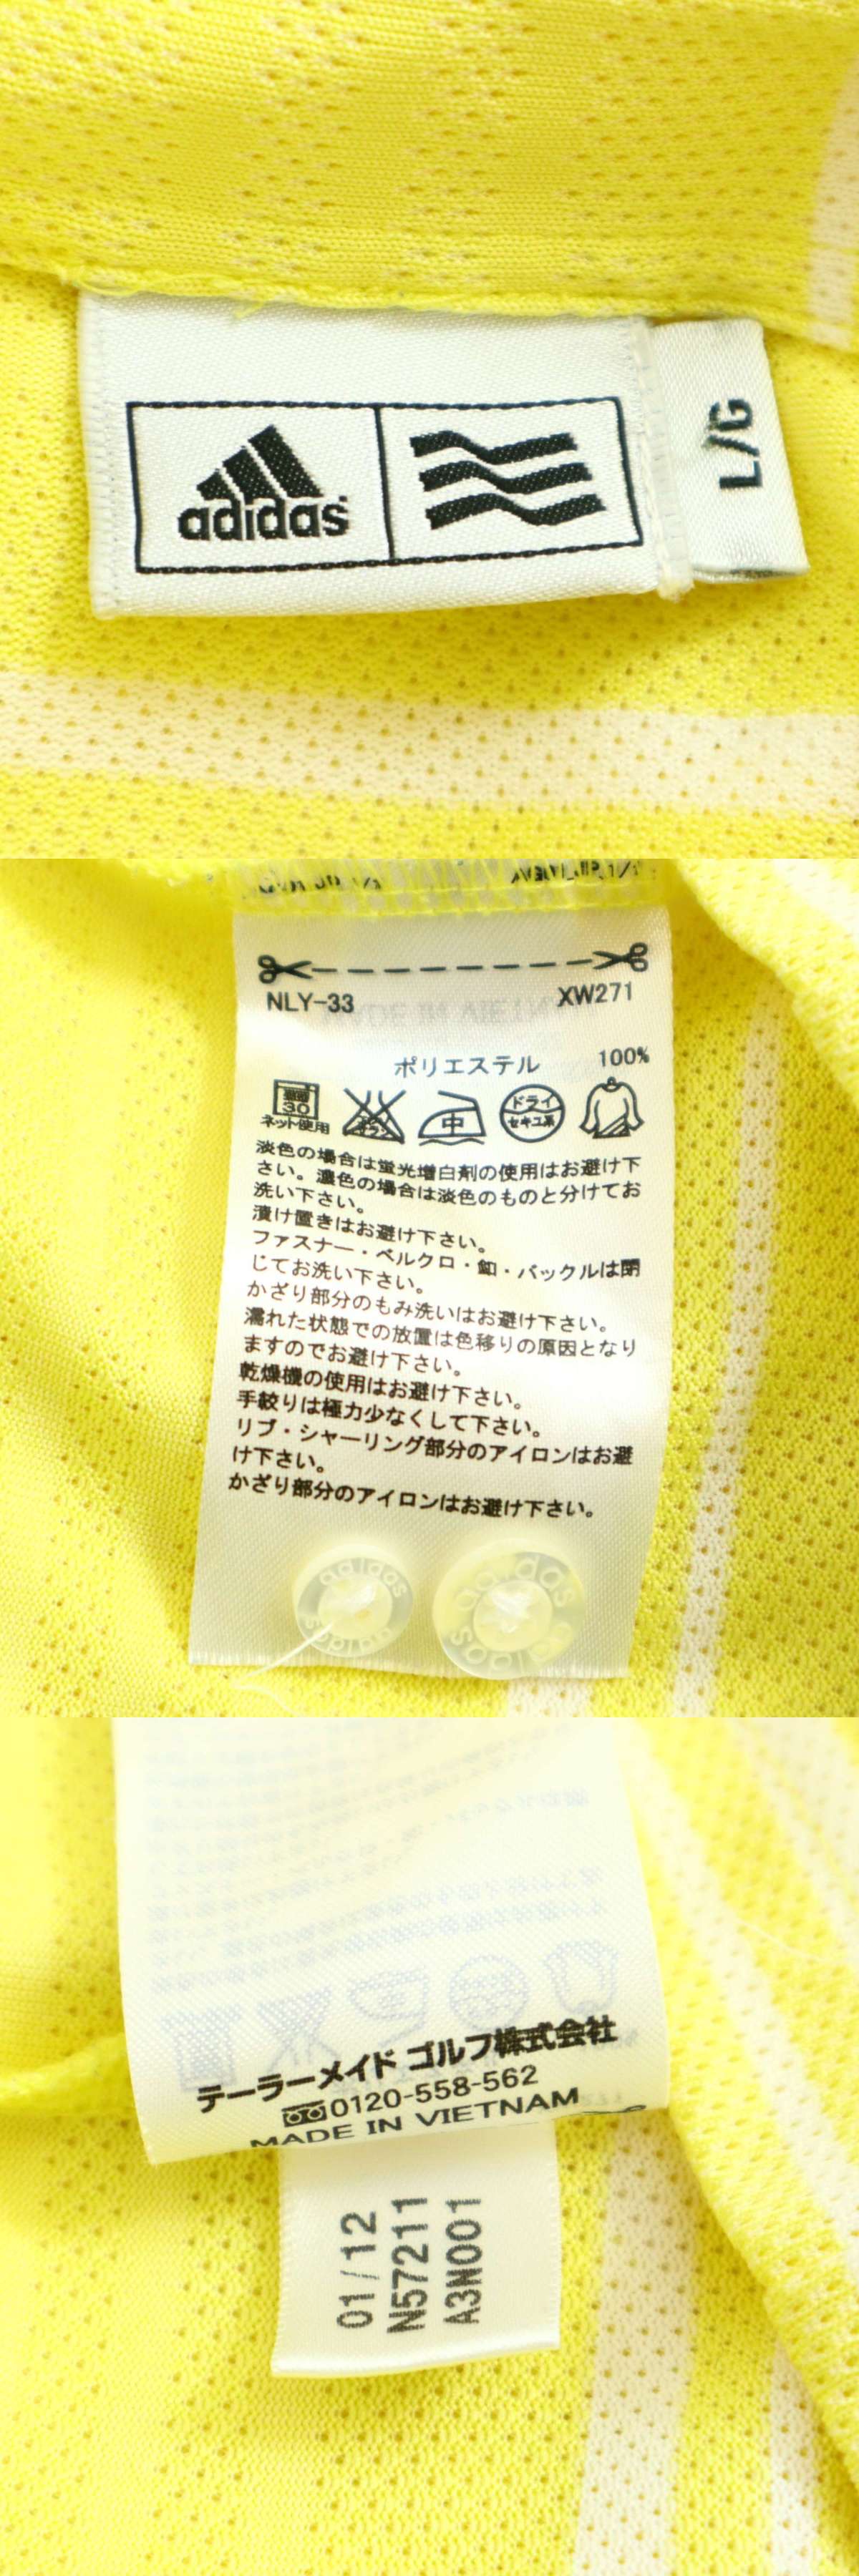 adidas
L/G
NLY-33
XW271
ポリエステル 100%
30
ネット使用
中
ドライ
セキユ系
淡色の場合は蛍光増白剤の使用はお避け下
さい。濃色の場合は淡色のものと分けてお
洗い下さい。
漬け置きはお避け下さい。
ファスナー・ベルクロ・釦・バックルは閉
じてお洗い下さい。
かざり部分のもみ洗いはお避け下さい。
濡れた状態での放置は色移りの原因となり
ますのでお避け下さい。
乾燥機の使用はお避け下さい。
手絞りは極力少なくして下さい。
リブ・シャーリング部分のアイロンはお避
け下さい。
かざり部分のアイロンはお避け下さい。
adidas
adidas
adidas
adidas
テーラーメイド ゴルフ株式会社
0120-558-562
MADE IN VIETNAM
01/12
N57211
A3N001